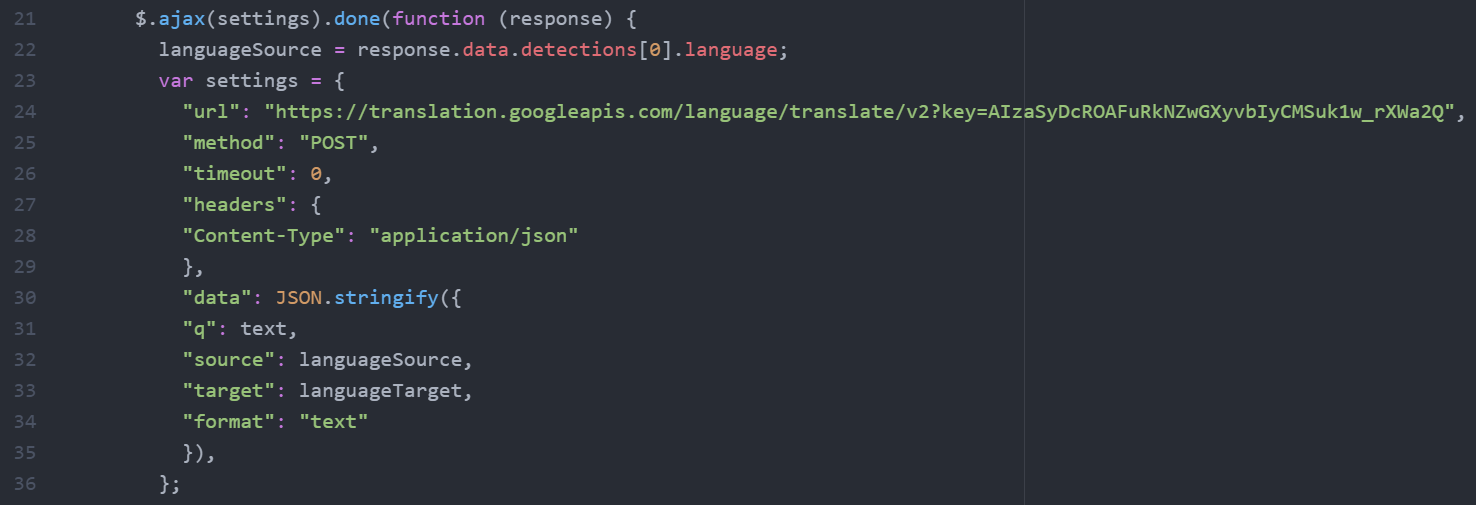 21 $.ajax(settings).done(function (response) {
22 languageSource = response.data.detections[0].language;
23 var settings = {
24 "url": "https://translation.googleapis.com/language/translate/v2?key=AIzaSyDcROAFuRkNZwGXyvbIyCMSuk1w_rXWa2Q",
25 "method": "POST",
26 "timeout": 0,
27 "headers": {
28 "Content-Type": "application/json"
29 },
30 "data": JSON.stringify({
31 "q": text,
32 "source": languageSource,
33 "target": languageTarget,
34 "format": "text"
35 }),
36 };